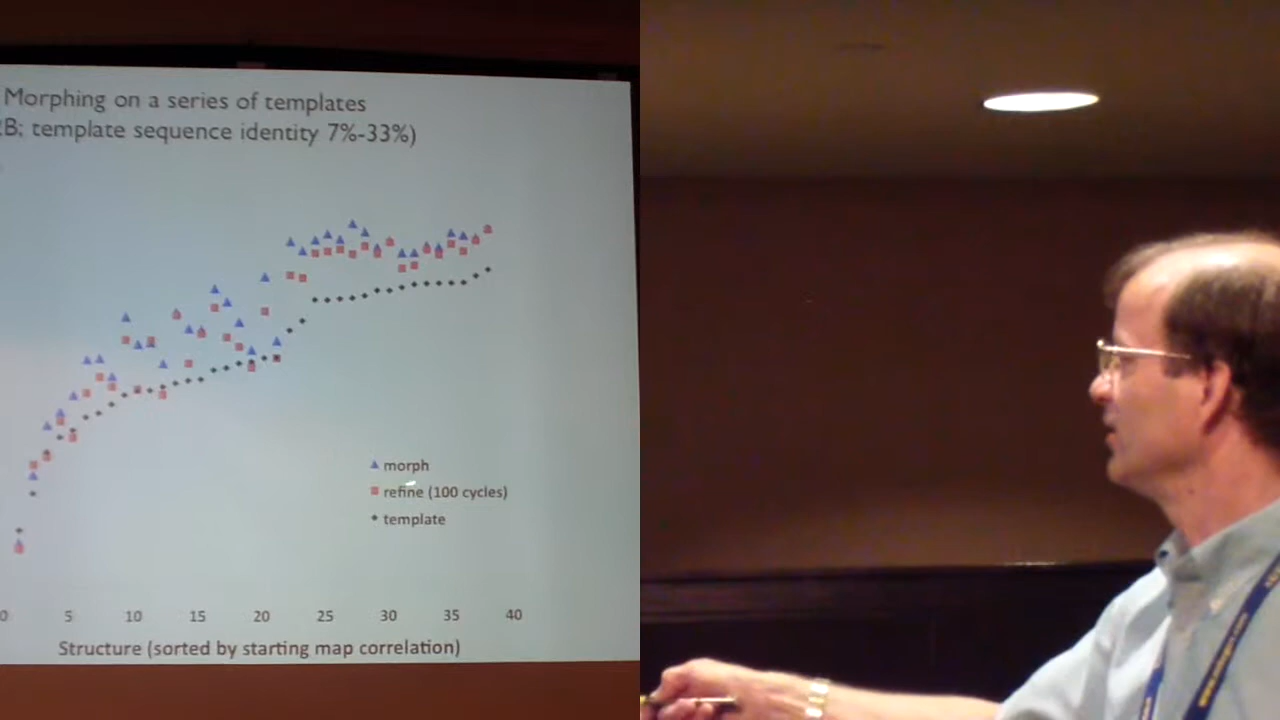 Morphing on a series of templates
B; template sequence identity 7%-33%)
morph
refine (100 cycles)
template
0 5 10 15 20 25 30 35 40
Structure (sorted by starting map correlation)